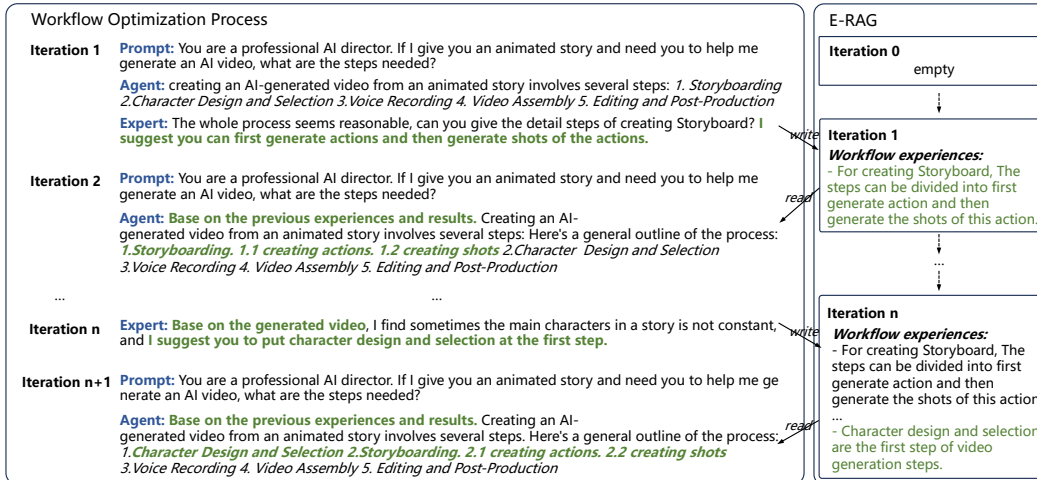 Workflow Optimization Process
Iteration 1
Prompt: You are a professional AI director. If I give you an animated story and need you to help me
generate an AI video, what are the steps needed?
Agent: creating an AI-generated video from an animated story involves several steps: 1. Storyboarding
2.Character Design and Selection 3.Voice Recording 4. Video Assembly 5. Editing and Post-Production
Expert: The whole process seems reasonable, can you give the detail steps of creating Storyboard? I
suggest you can first generate actions and then generate shots of the actions.
Iteration 2
Prompt: You are a professional AI director. If I give you an animated story and need you to help me
generate an AI video, what are the steps needed?
Agent: Base on the previous experiences and results. Creating an AI-
generated video from an animated story involves several steps: Here's a general outline of the process:
1.Storyboarding. 1.1 creating actions. 1.2 creating shots 2.Character Design and Selection
3.Voice Recording 4. Video Assembly 5. Editing and Post-Production
...
...
Iteration n
Expert: Base on the generated video, I find sometimes the main characters in a story is not constant,
and I suggest you to put character design and selection at the first step.
Iteration n+1
Prompt: You are a professional AI director. If I give you an animated story and need you to help me ge
nerate an AI video, what are the steps needed?
Agent: Base on the previous experiences and results. Creating an AI-
generated video from an animated story involves several steps. Here's a general outline of the process:
1.Character Design and Selection 2.Storyboarding. 2.1 creating actions. 2.2 creating shots
3.Voice Recording 4. Video Assembly 5. Editing and Post-Production
write
read
write
read
E-RAG
Iteration 0
empty
Iteration 1
Workflow experiences:
- For creating Storyboard, The
steps can be divided into first
generate action and then
generate the shots of this action.
...
Iteration n
Workflow experiences:
- For creating Storyboard, The
steps can be divided into first
generate action and then
generate the shots of this action
...
- Character design and selection
are the first step of video
generation steps.